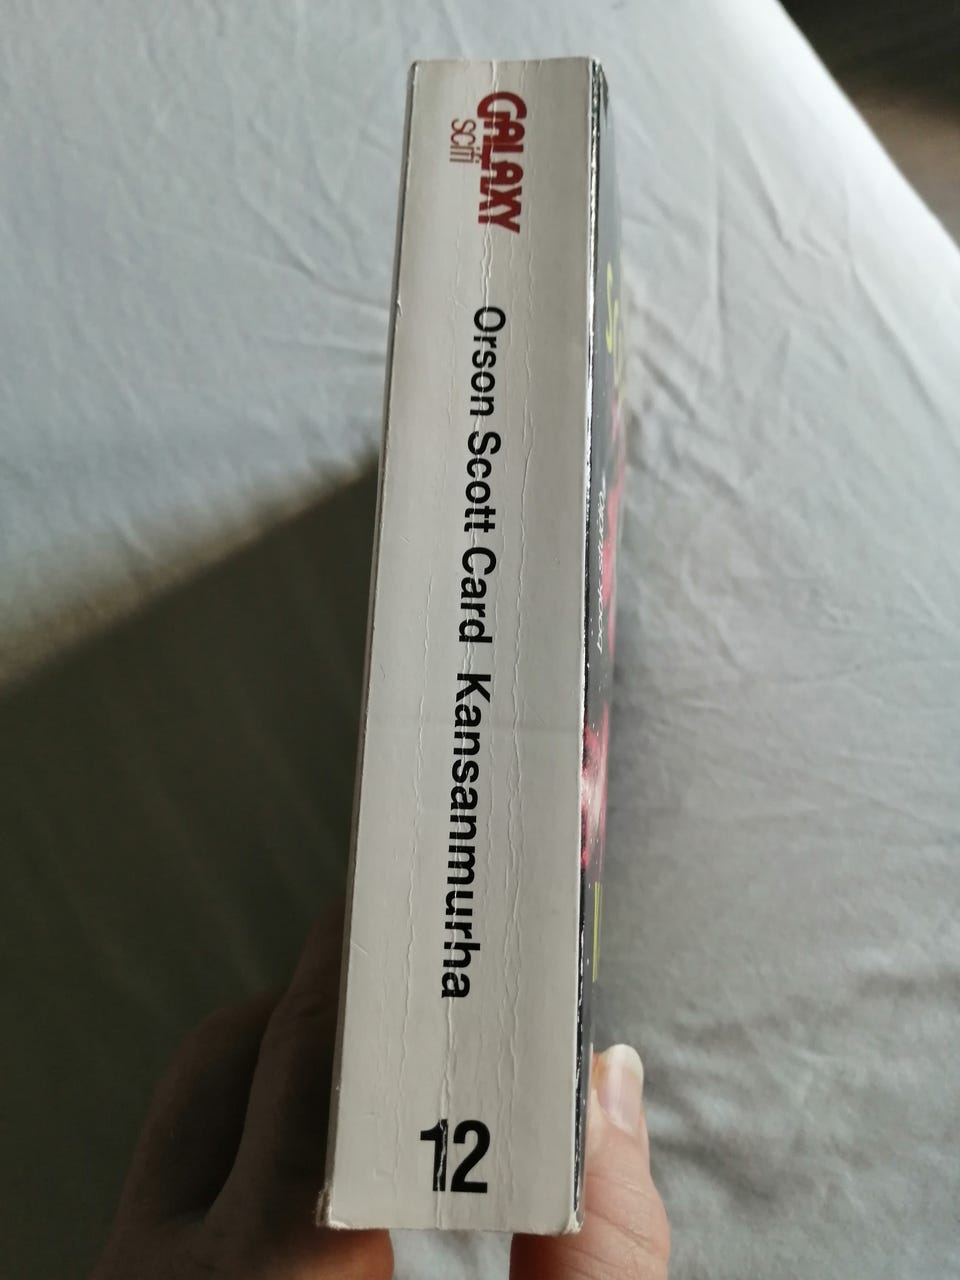 GALAXY
scifi
Orson Scott Card Kansanmurha
12